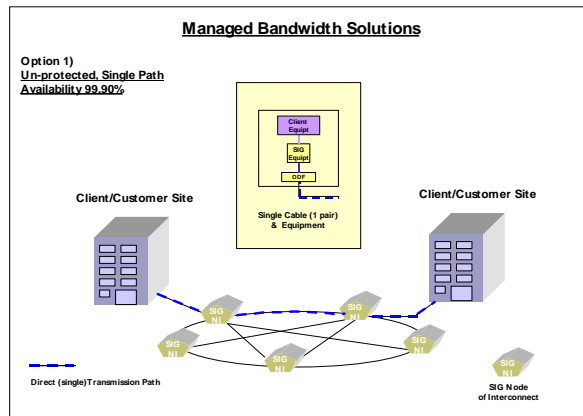 Managed Bandwidth Solutions
Option 1)
Un-protected, Single Path
Availability 99.90%
Client
Equipt
SIG
Equipt
ODF
Single Cable (1 pair)
& Equipment
Client/Customer Site
Client/Customer Site
SIG
NI
SIG
NI
SIG
NI
SIG
NI
SIG
NI
Direct (single)Transmission Path
SIG
NI
SIG Node
of Interconnect